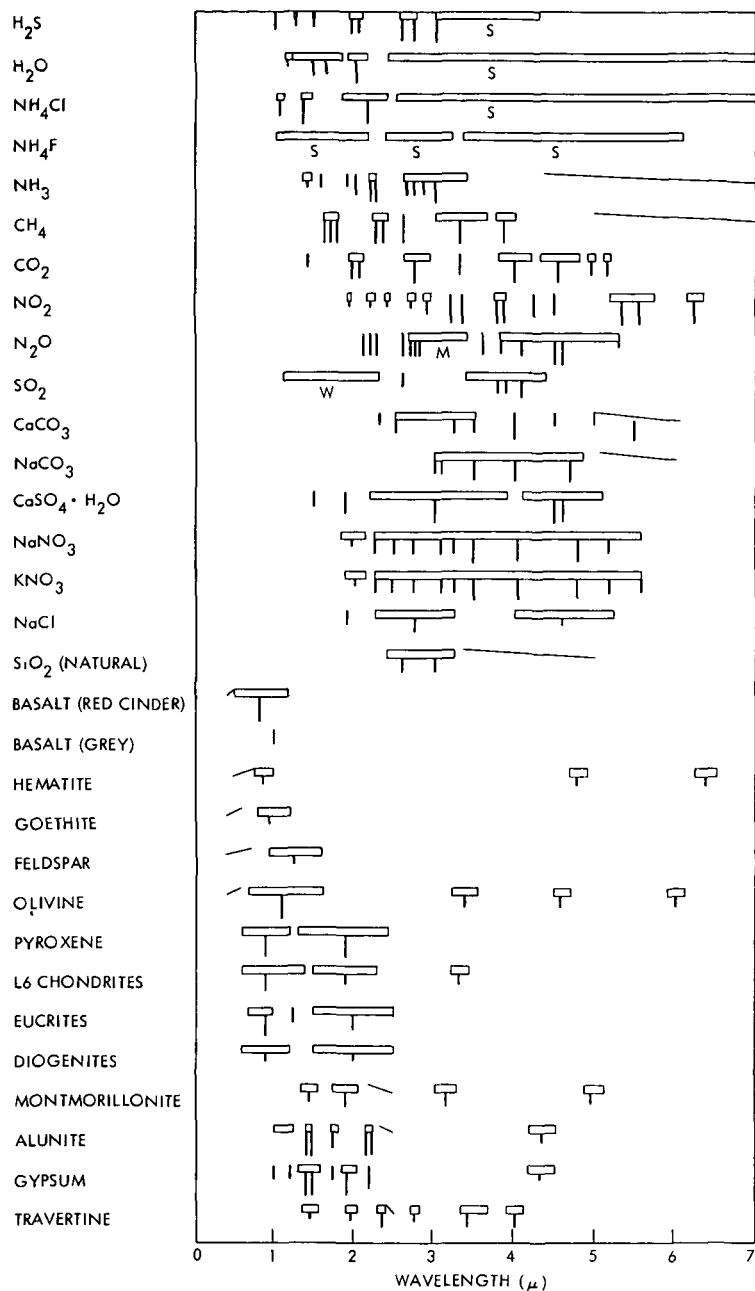 H2S
S
H2O
S
NH4Cl
S
NH4F
S S S
NH3
CH4
CO2
NO2
N2O
M
SO2
W
CaCO3
NaCO3
CaSO4 · H2O
NaNO3
KNO3
NaCl
SiO2 (NATURAL)
BASALT (RED CINDER)
BASALT (GREY)
HEMATITE
GOETHITE
FELDSPAR
OLIVINE
PYROXENE
L6 CHONDRITES
EUCRITES
DIOGENITES
MONTMORILLONITE
ALUNITE
GYPSUM
TRAVERTINE
0 1 2 3 4 5 6 7
WAVELENGTH (μ)